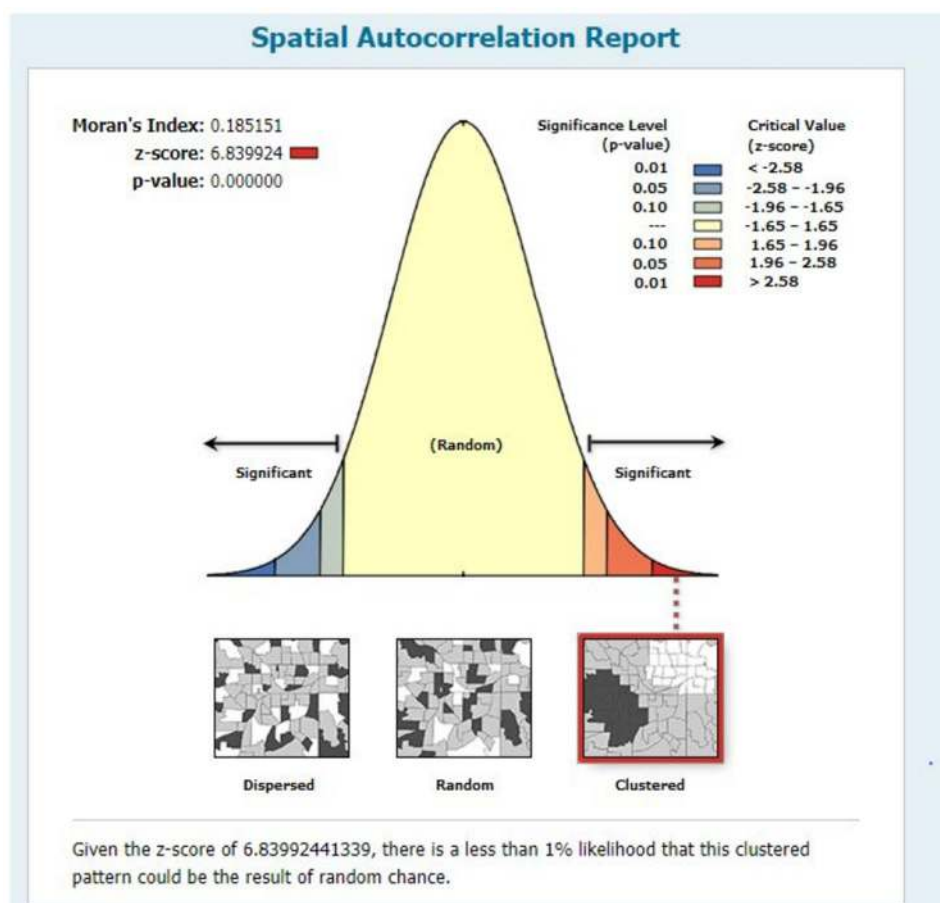 Spatial Autocorrelation Report
Moran's Index: 0.185151
z-score: 6.839924
p-value: 0.000000
Significance Level (p-value)
Critical Value (z-score)
0.01 < -2.58
0.05 -2.58 – -1.96
0.10 -1.96 – -1.65
--- -1.65 – 1.65
0.10 1.65 – 1.96
0.05 1.96 – 2.58
0.01 > 2.58
(Random)
Significant
Significant
Dispersed
Random
Clustered
Given the z-score of 6.83992441339, there is a less than 1% likelihood that this clustered
pattern could be the result of random chance.